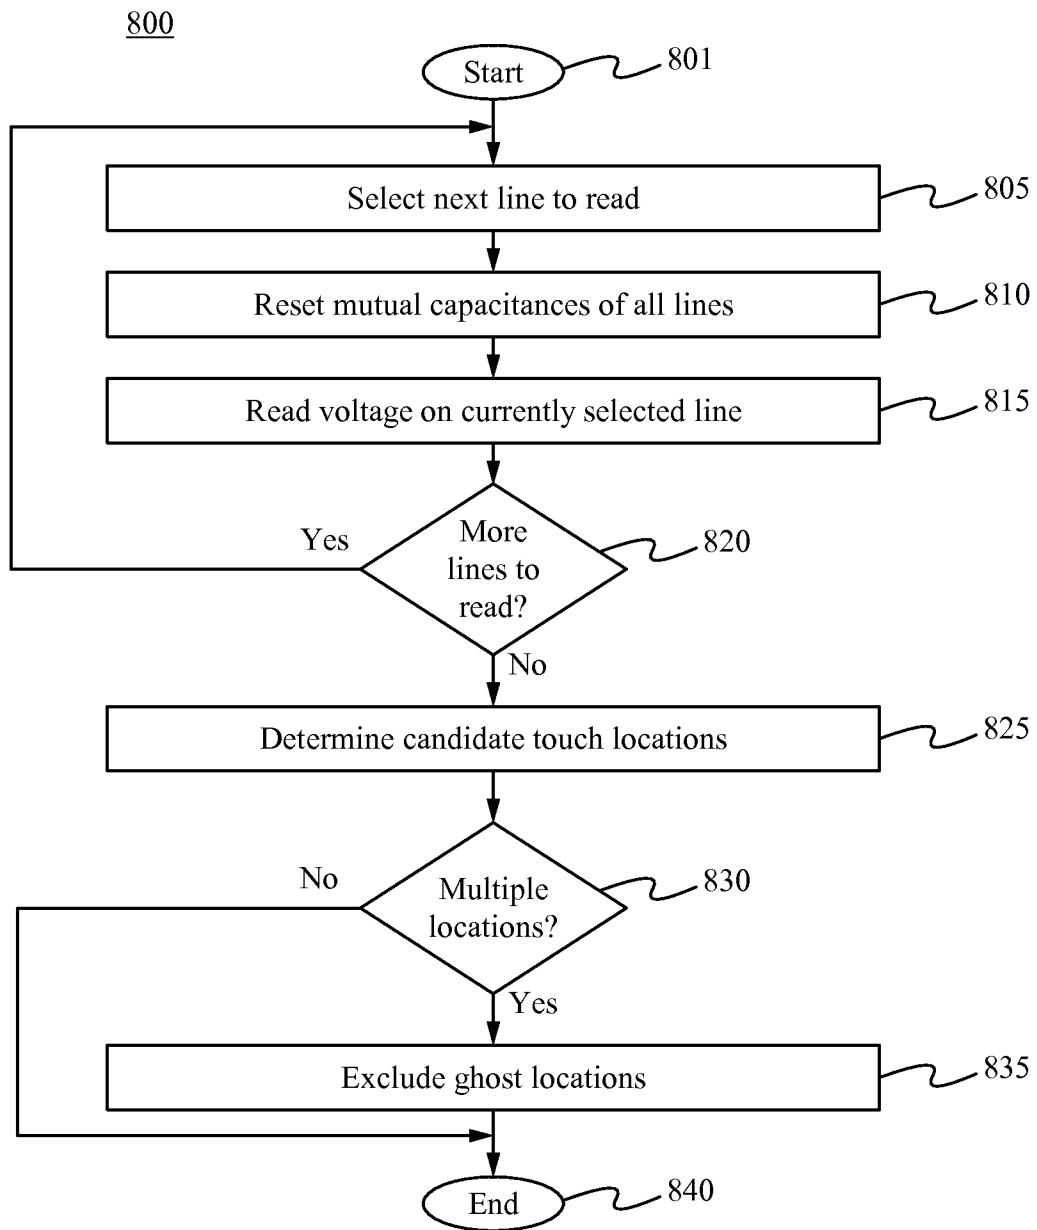 800
Start
801
Select next line to read
805
Reset mutual capacitances of all lines
810
Read voltage on currently selected line
815
Yes
More
lines to
read?
820
No
Determine candidate touch locations
825
No
Multiple
locations?
830
Yes
Exclude ghost locations
835
End
840